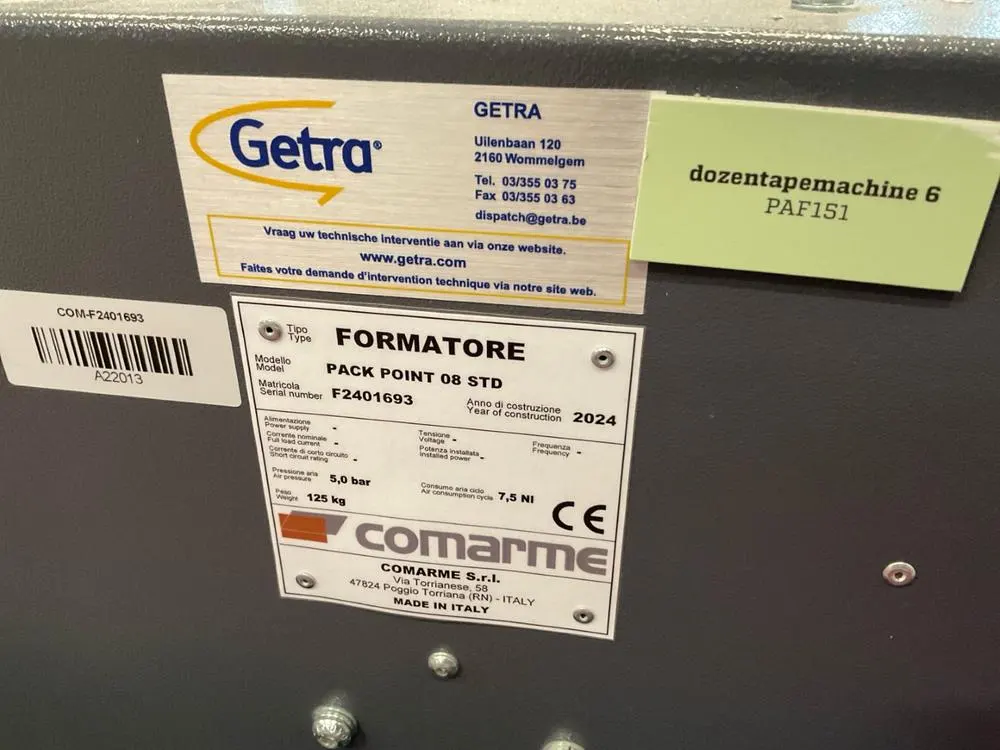 Getra®
GETRA
Uilenbaan 120
2160 Wommelgem
Tel. 03/355 03 75
Fax 03/355 03 63
dispatch@getra.be
Vraag uw technische interventie aan via onze website.
www.getra.com
Faites votre demande d'intervention technique via notre site web.
dozentapemachine 6
PAF151
COM-F2401693
A22013
Tipo
Type
FORMATORE
Modello
Model
PACK POINT 08 STD
Matricola
Serial number
F2401693
Anno di costruzione
Year of construction
2024
Alimentazione
Power supply -
Tensione
Voltage -
Frequenza
Frequency -
Corrente nominale
Full load current -
Potenza installata
Installed power -
Corrente di corto circuito
Short circuit rating -
Pressione aria
Air pressure
5,0 bar
Consumo aria ciclo
Air consumption cycle
7,5 Nl
Peso
Weight
125 kg
CE
comarme
COMARME S.r.l.
Via Torrianese, 58
47824 Poggio Torriana (RN) - ITALY
MADE IN ITALY